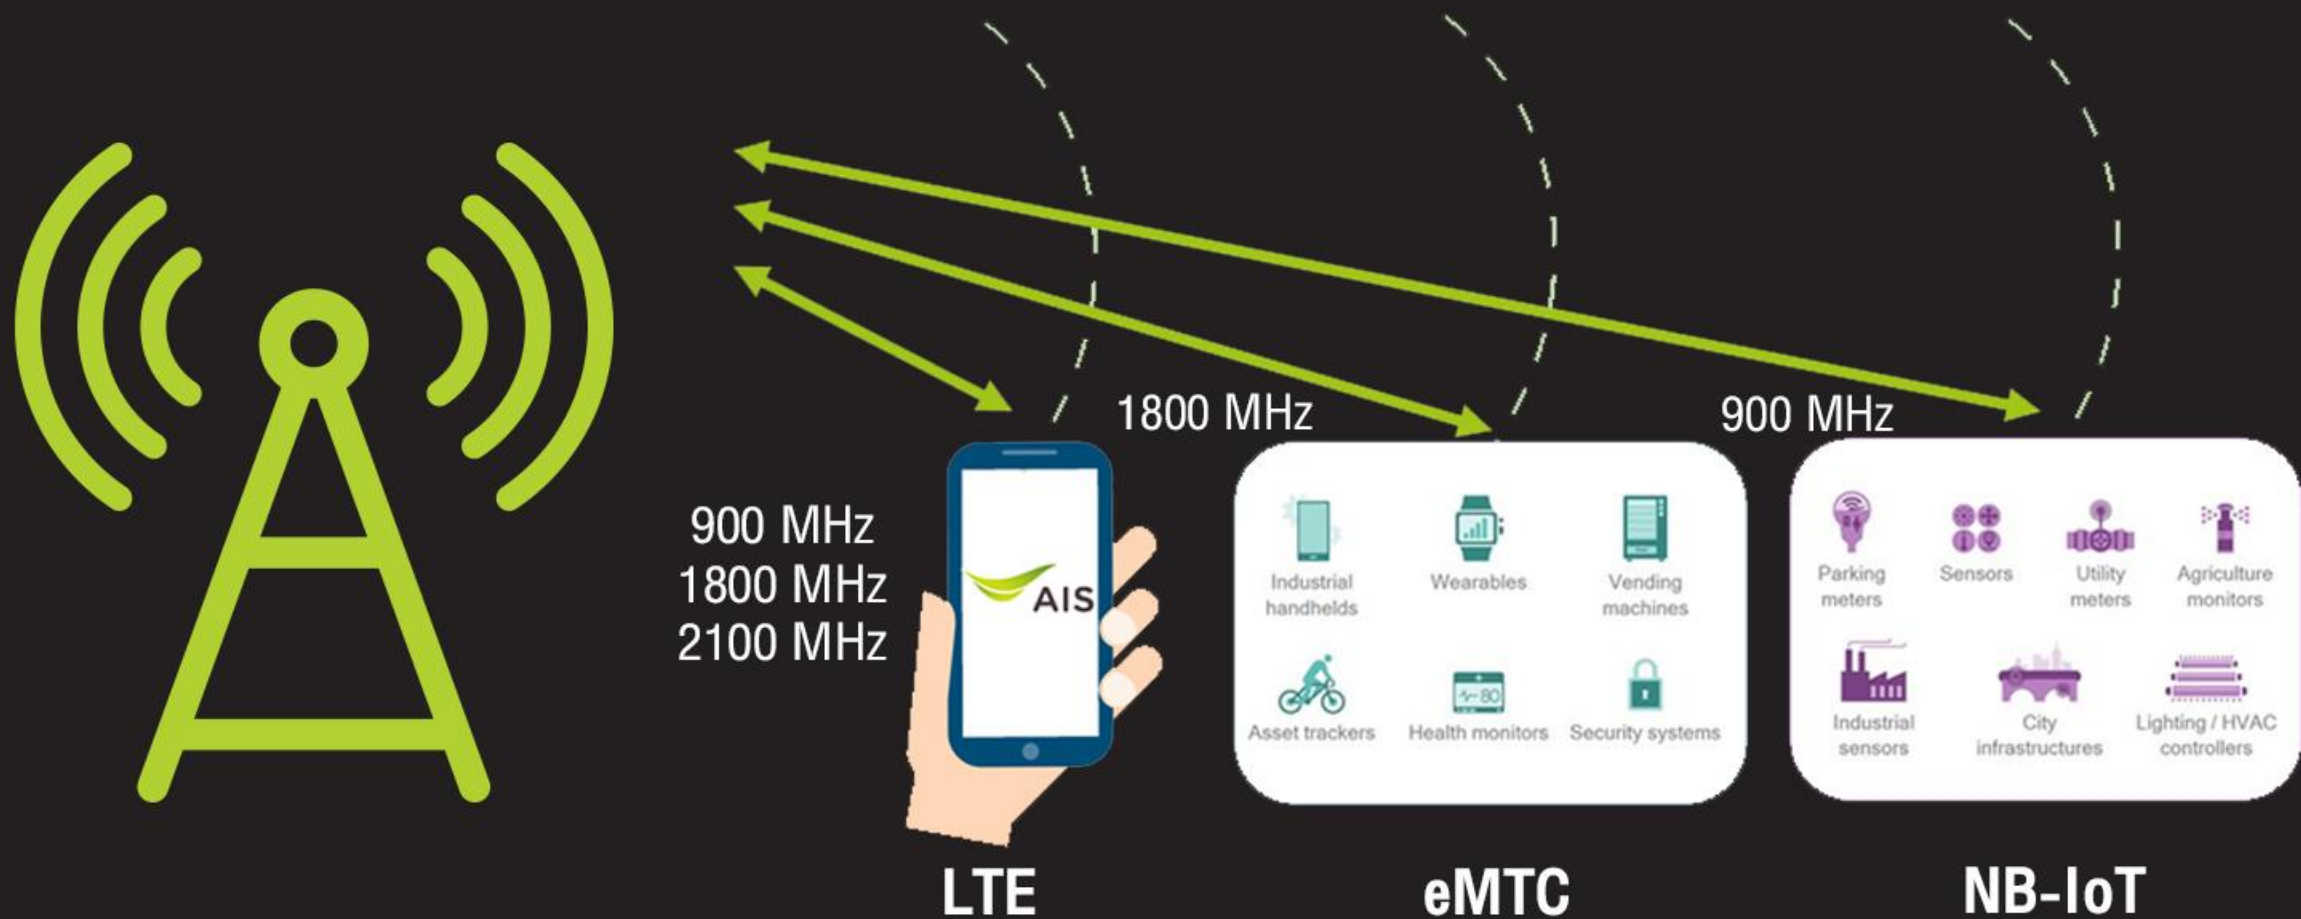 1800 MHz
900 MHz
900 MHz
1800 MHz
2100 MHz
AIS
Industrial
handhelds
Wearables
Vending
machines
Asset trackers
80
Health monitors
Security systems
Parking
meters
Sensors
Utility
meters
Agriculture
monitors
Industrial
sensors
City
infrastructures
Lighting / HVAC
controllers
LTE
eMTC
NB-IoT